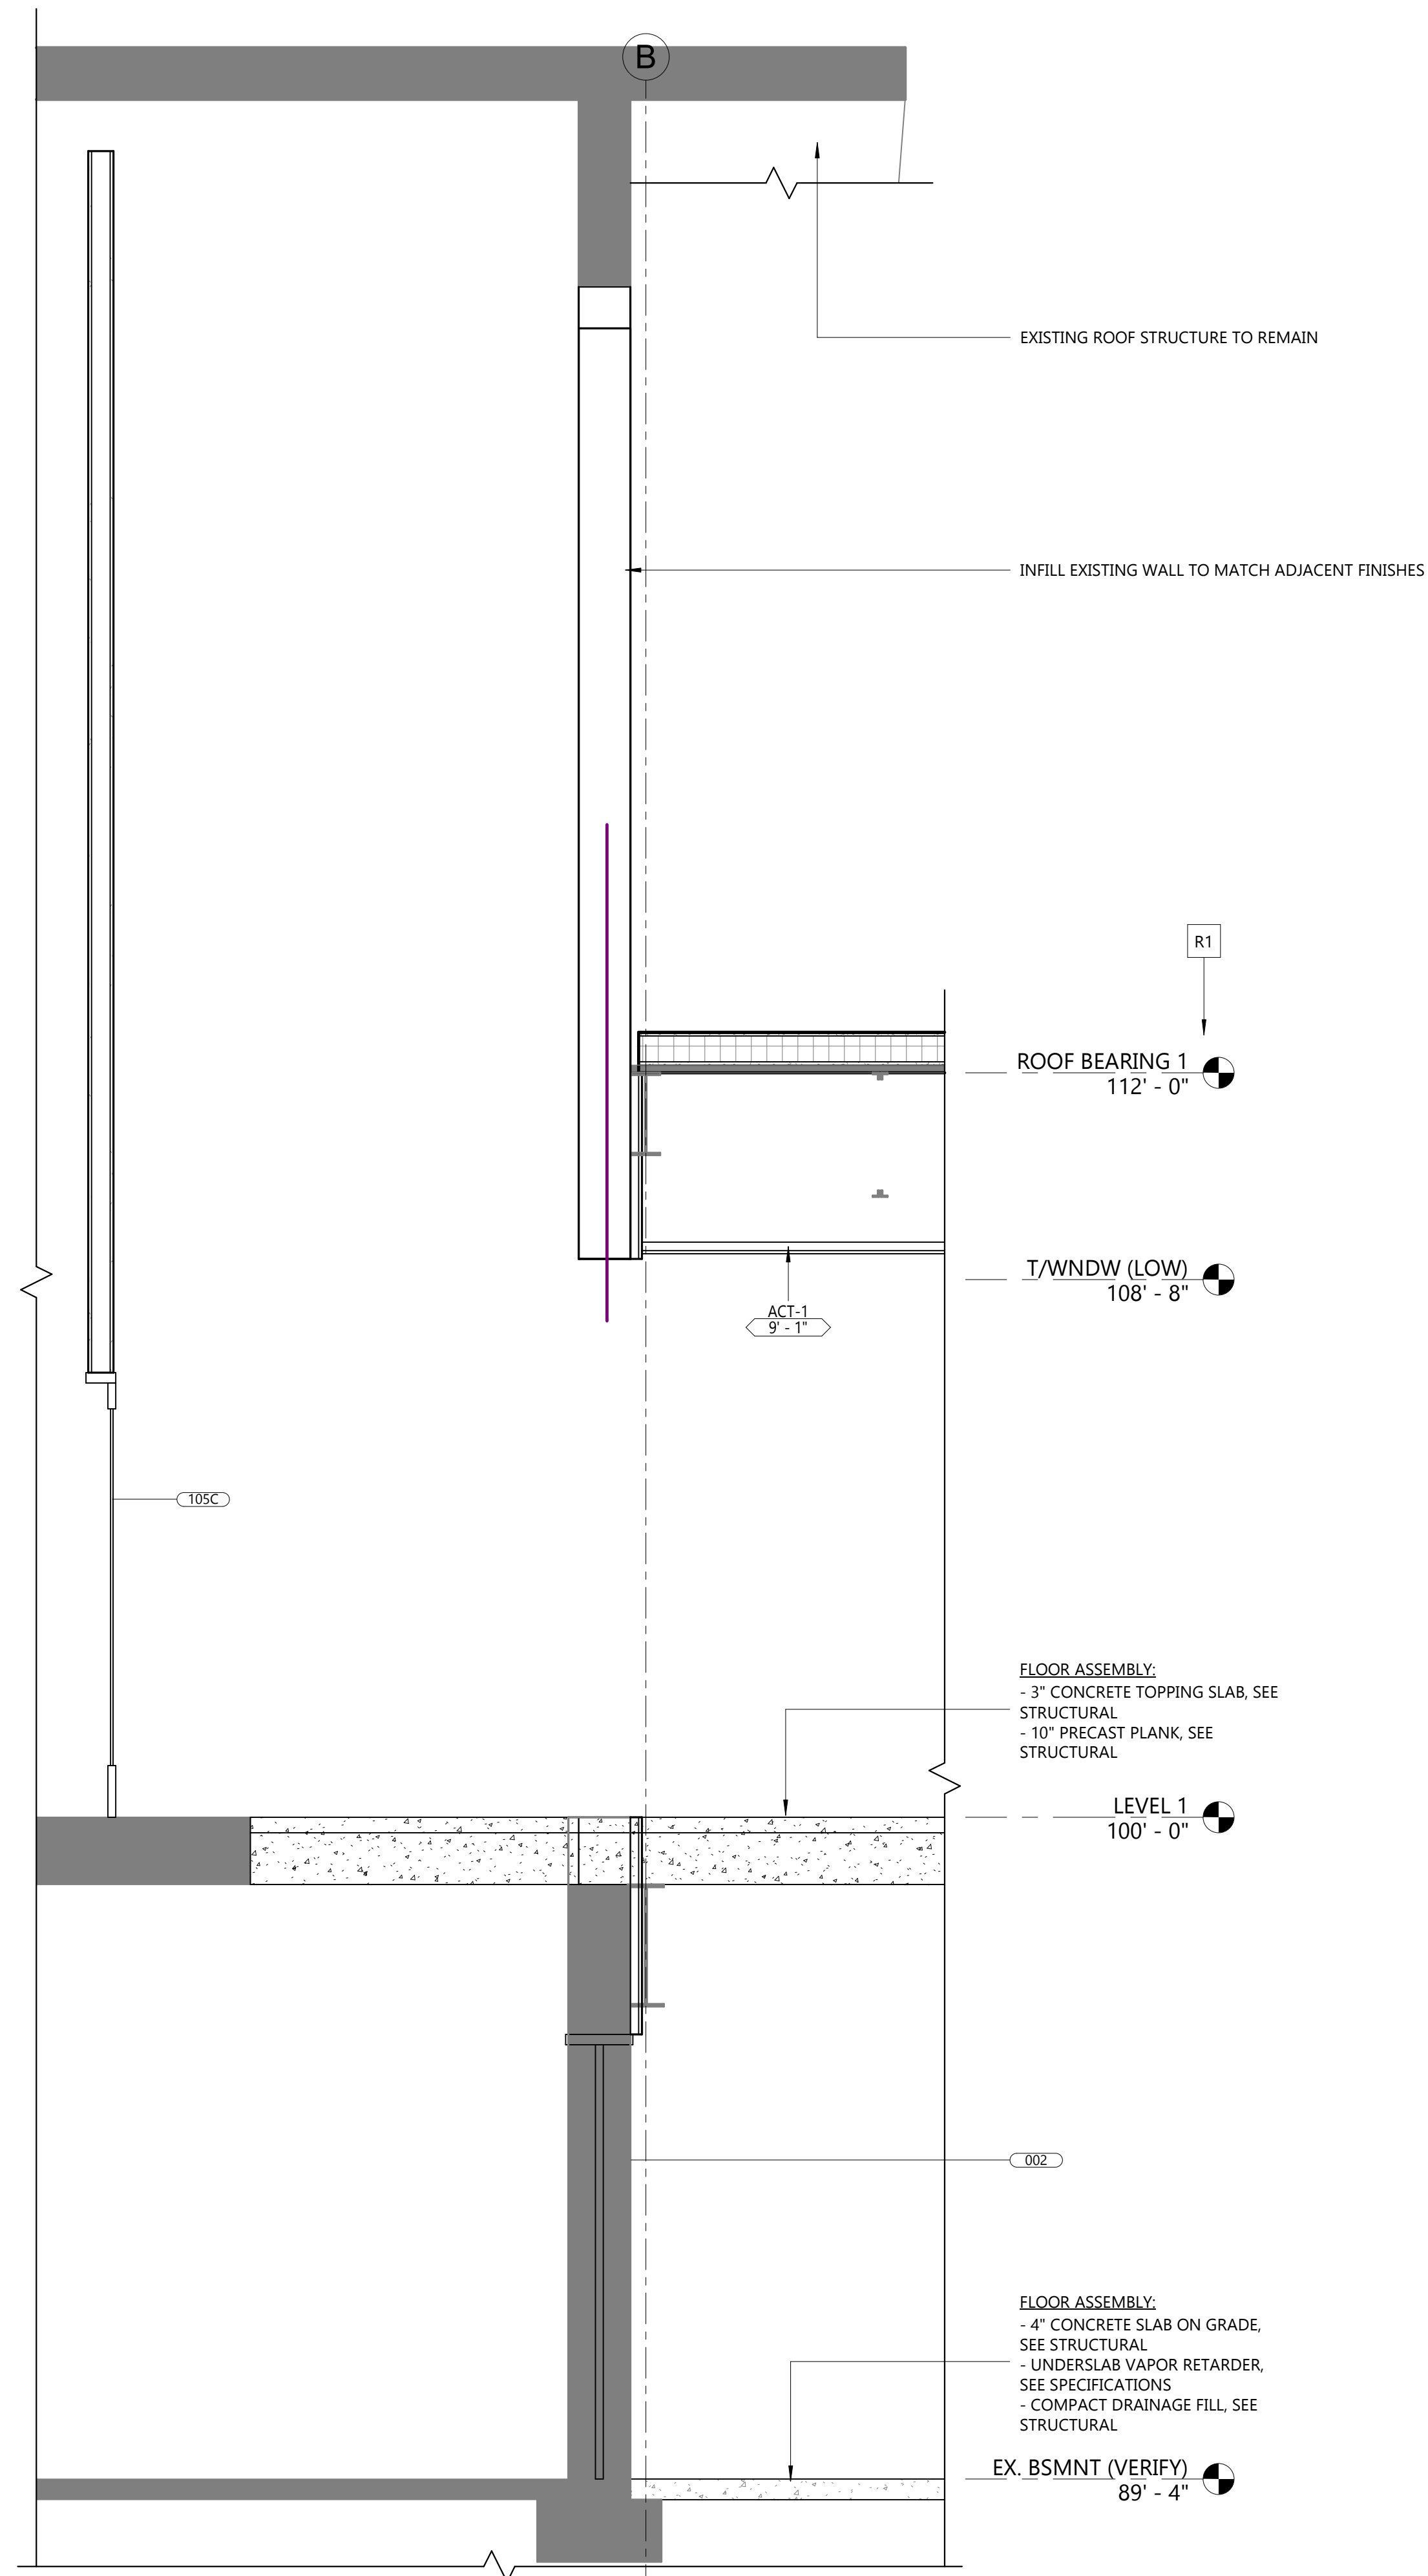 B
EXISTING ROOF STRUCTURE TO REMAIN
INFILL EXISTING WALL TO MATCH ADJACENT FINISHES
R1
ROOF BEARING 1
112' - 0"
T/WNDW (LOW)
108' - 8"
ACT-1
9' - 1"
105C
FLOOR ASSEMBLY:
- 3" CONCRETE TOPPING SLAB, SEE
STRUCTURAL
- 10" PRECAST PLANK, SEE
STRUCTURAL
LEVEL 1
100' - 0"
002
FLOOR ASSEMBLY:
- 4" CONCRETE SLAB ON GRADE,
SEE STRUCTURAL
- UNDERSLAB VAPOR RETARDER,
SEE SPECIFICATIONS
- COMPACT DRAINAGE FILL, SEE
STRUCTURAL
EX. BSMNT (VERIFY)
89' - 4"